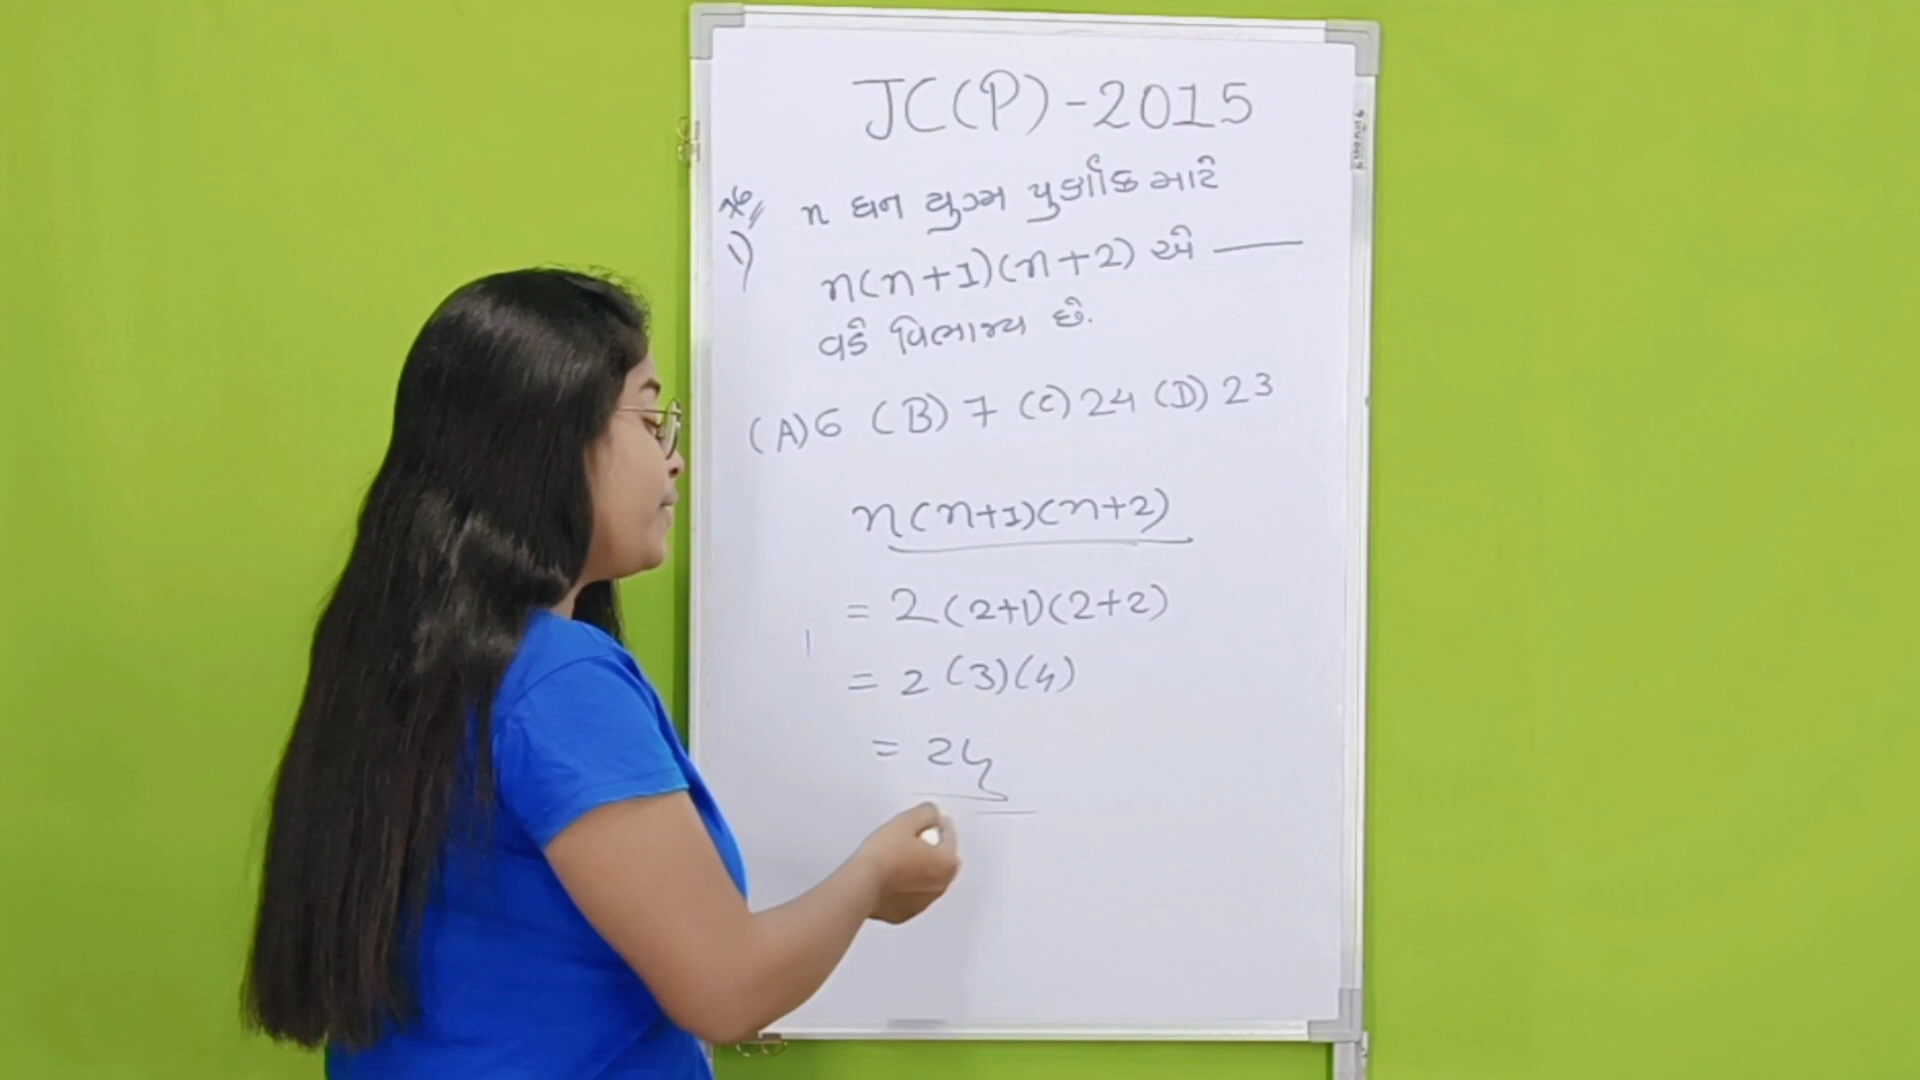 JC(P)-2015
1) n ધન યુગ્મ પુર્ણાંક માટે
n(n+1)(n+2) એ ——
વડે વિભાજ્ય છે.
(A) 6 (B) 7 (C) 24 (D) 23
n(n+1)(n+2)
= 2(2+1)(2+2)
= 2 (3)(4)
= 24